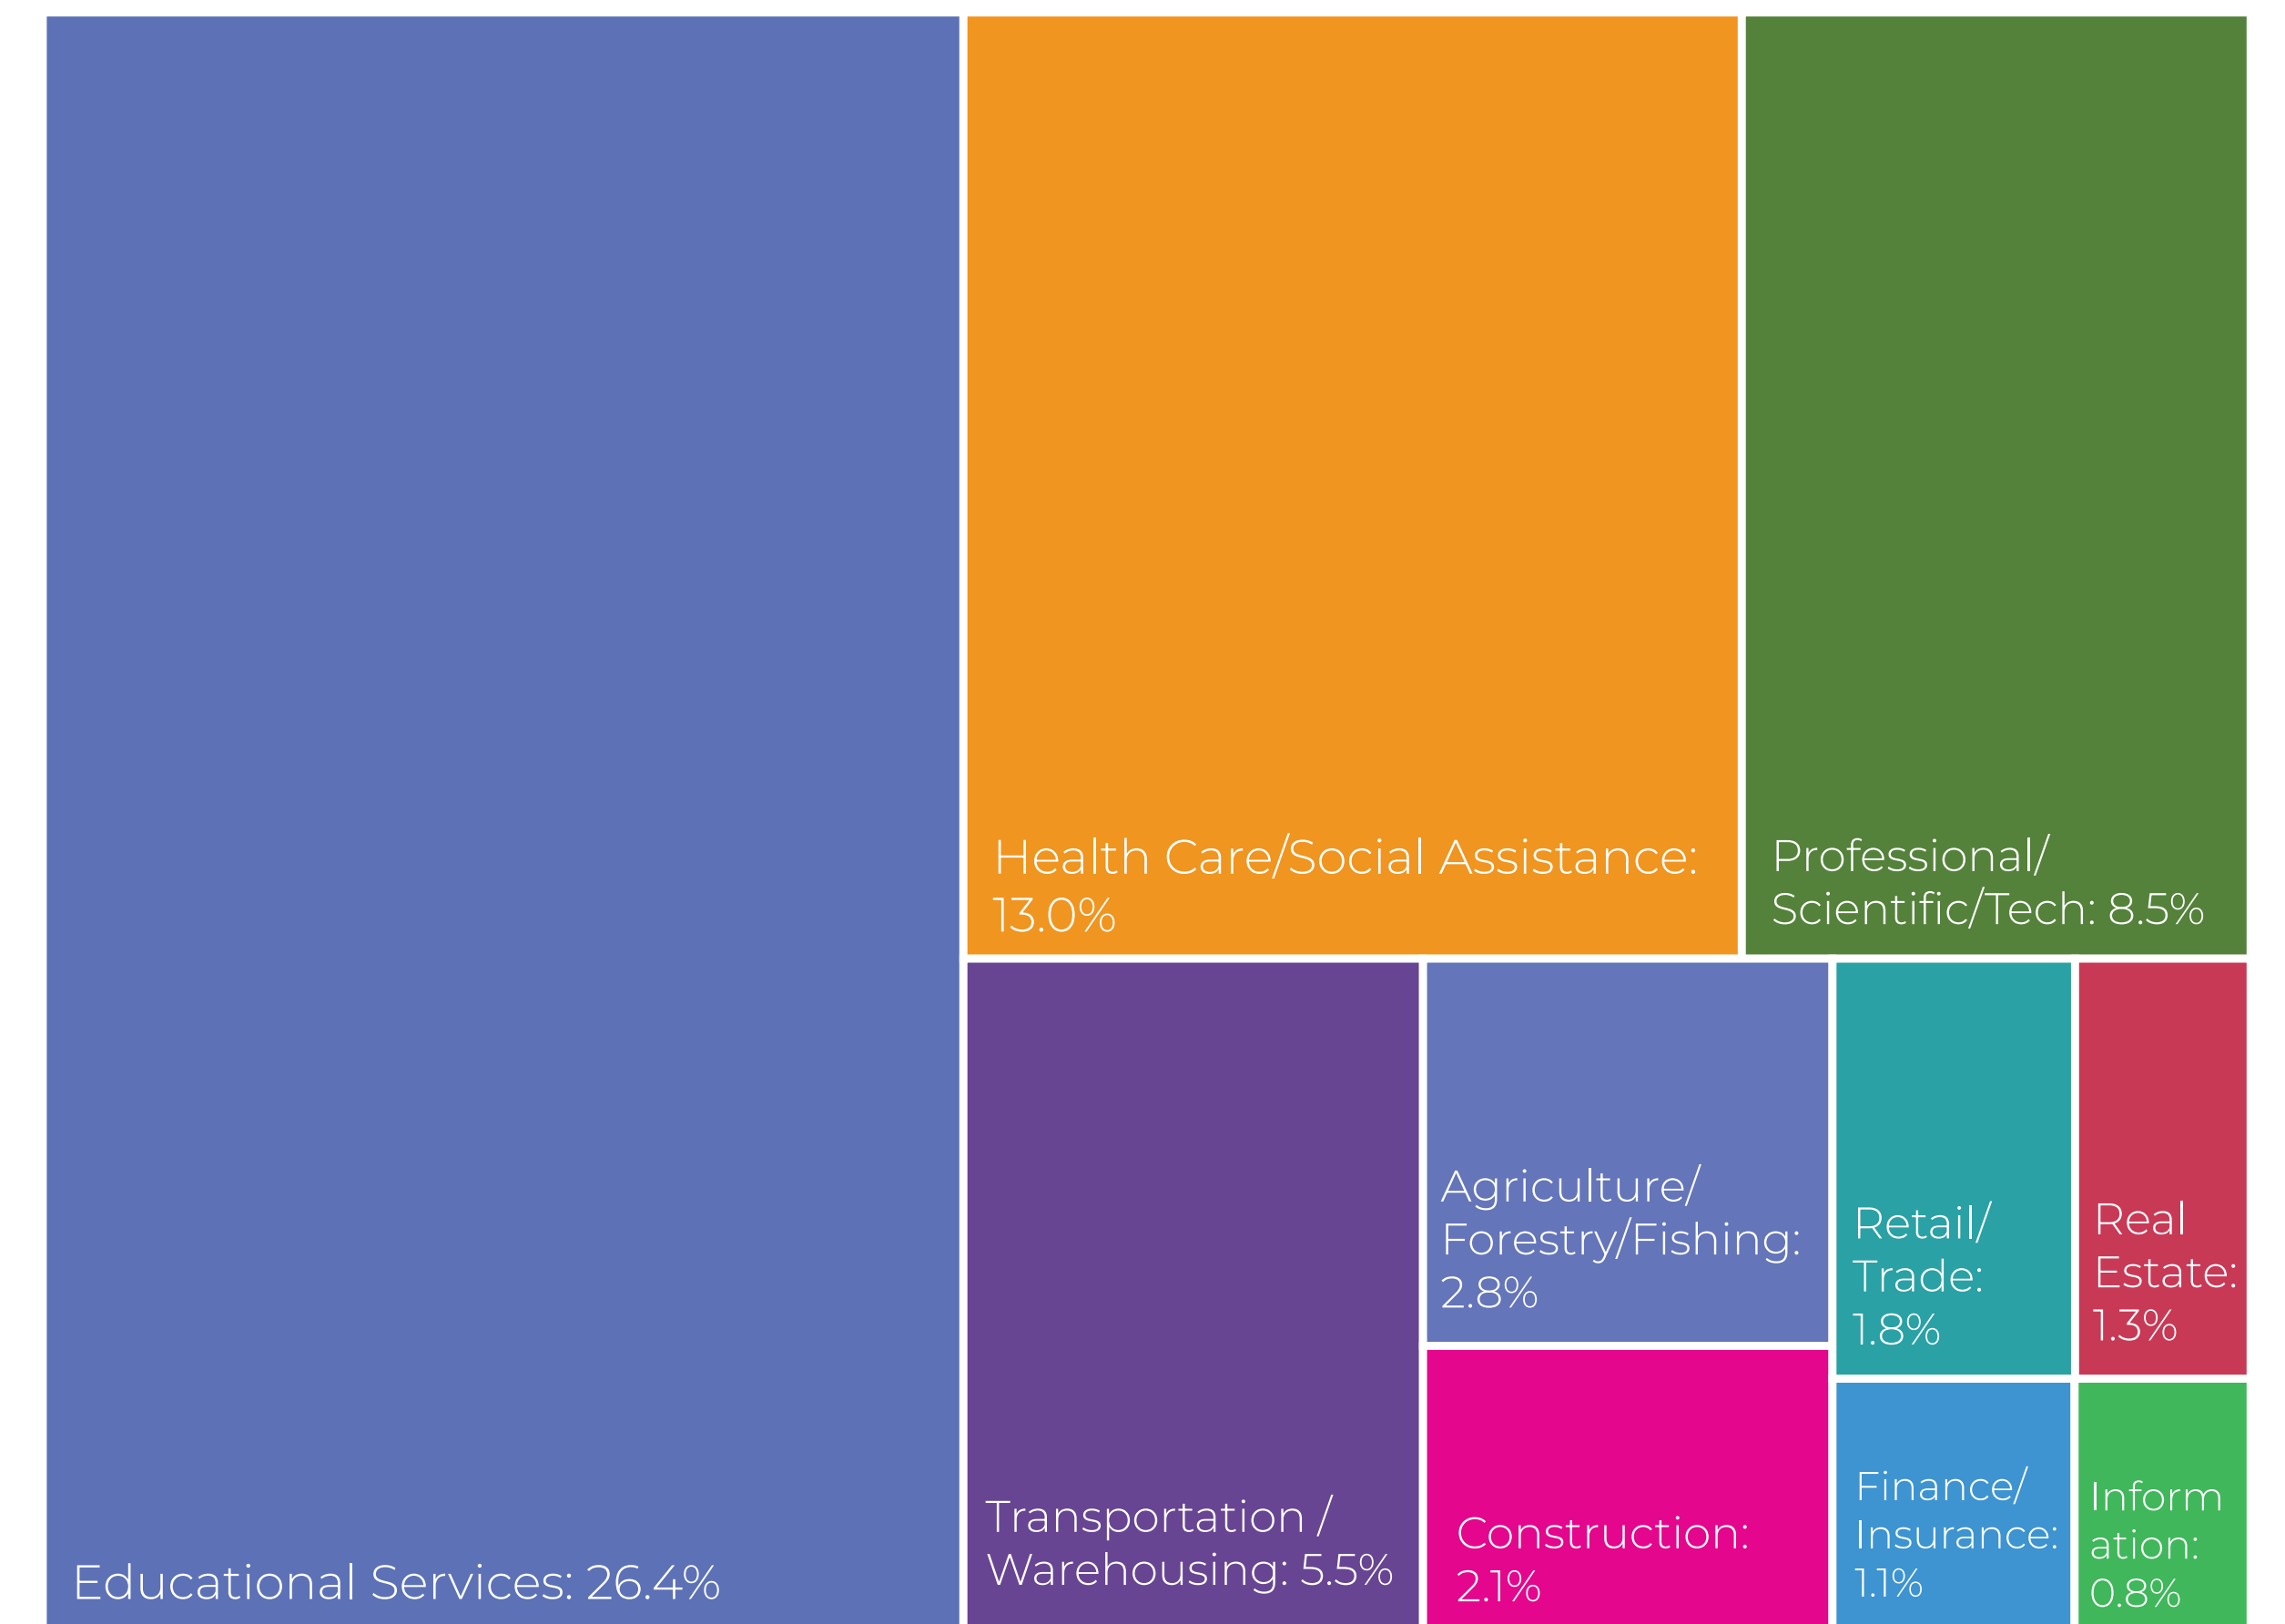 Educational Services: 26.4%
Health Care/Social Assistance:
13.0%
Professional/
Scientific/Tech: 8.5%
Transportation /
Warehousing: 5.5%
Agriculture/
Forestry/Fishing:
2.8%
Construction:
2.1%
Retail/
Trade:
1.8%
Real
Estate:
1.3%
Finance/
Insurance:
1.1%
Inform
ation:
0.8%